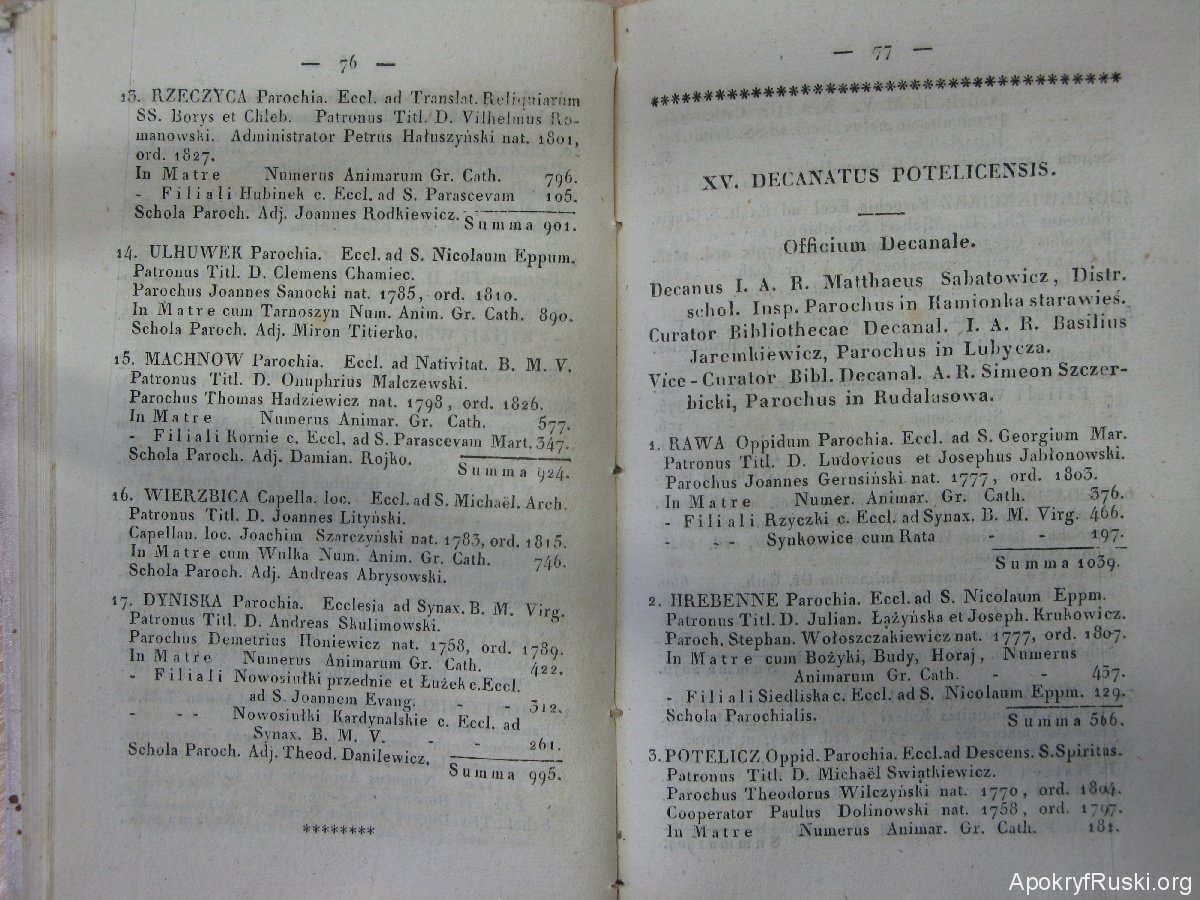 — 76 —
13. RZECZYCA Parochia. Eccl. ad Translat. Reliquiarum
SS. Borys et Chleb. Patronus Titl. D. Vilhelmus Ro-
manowski. Administrator Petrus Hałuszyński nat. 1801,
ord. 1827.
In Matre Numerus Animarum Gr. Cath. 796.
- Filiali Hubinek c. Eccl. ad S. Parascevam 105.
Schola Paroch. Adj. Joannes Rodkiewicz. Summa 901.
14. ULHUWEK Parochia. Eccl. ad S. Nicolaum Eppum.
Patronus Titl. D. Clemens Chamiec.
Parochus Joannes Sanocki nat. 1785, ord. 1810.
In Matre cum Tarnoszyn Num. Anim. Gr. Cath. 890.
Schola Paroch. Adj. Miron Titierko.
15. MACHNOW Parochia. Eccl. ad Nativitat. B. M. V.
Patronus Titl. D. Onuphrius Malczewski.
Parochus Thomas Hadziewicz nat. 1798, ord. 1826.
In Matre Numerus Animar. Gr. Cath. 577.
- Filiali Kornie c. Eccl. ad S. Parascevam Mart. 347.
Schola Paroch. Adj. Damian. Rojko. Summa 924.
16. WIERZBICA Capella. loc. Eccl. ad S. Michaël. Arch.
Patronus Titl. D. Joannes Lityński.
Capellan. loc. Joachim Szarczyński nat. 1783, ord. 1815.
In Matre cum Wulka Num. Anim. Gr. Cath. 746.
Schola Paroch. Adj. Andreas Abrysowski.
17. DYNISKA Parochia. Ecclesia ad Synax. B. M. Virg.
Patronus Titl. D. Andreas Skulimowski.
Parochus Demetrius Honiewicz nat. 1758, ord. 1789.
In Matre Numerus Animarum Gr. Cath. 422.
- Filiali Nowosiułki przednie et Łużek c. Eccl.
ad S. Joannem Evang. - - 312.
- - - Nowosiułki Kardynalskie c. Eccl. ad
Synax. B. M. V. - - 261.
Schola Paroch. Adj. Theod. Danilewicz. Summa 995.
********
— 77 —
XV. DECANATUS POTELICENSIS.
Officium Decanale.
Decanus I. A. R. Matthaeus Sabatowicz, Distr.
schol. Insp. Parochus in Kamionka starawieś.
Curator Bibliothecae Decanal. I. A. R. Basilius
Jaremkiewicz, Parochus in Lubycza.
Vice-Curator Bibl. Decanal. A. R. Simeon Szczer-
bicki, Parochus in Rudalasowa.
1. RAWA Oppidum Parochia. Eccl. ad S. Georgium Mar.
Patronus Titl. D. Ludovicus et Josephus Jabłonowski.
Parochus Joannes Gerusiński nat. 1777, ord. 1803.
In Matre Numer. Animar. Gr. Cath. 376.
- Filiali Rzyczki c. Eccl. ad Synax. B. M. Virg. 466.
- - - Synkowice cum Rata - - 197.
Summa 1039.
2. HREBENNE Parochia. Eccl. ad S. Nicolaum Eppm.
Patronus Titl. D. Julian. Łążyńska et Joseph. Krukowicz.
Paroch. Stephan. Wołoszczakiewicz nat. 1777, ord. 1807.
In Matre cum Bożyki, Budy, Horaj, Numerus
Animarum Gr. Cath. - - 437.
- Filiali Siedliska c. Eccl. ad S. Nicolaum Eppm. 129.
Schola Parochialis. Summa 566.
3. POTELICZ Oppid. Parochia. Eccl. ad Descens. S. Spiritus.
Patronus Titl. D. Michaël Swiątkiewicz.
Parochus Theodorus Wilczyński nat. 1770, ord. 1804.
Cooperator Paulus Dolinowski nat. 1758, ord. 1797.
In Matre Numerus Animar. Gr. Cath. 181.
ApokryfRuski.org